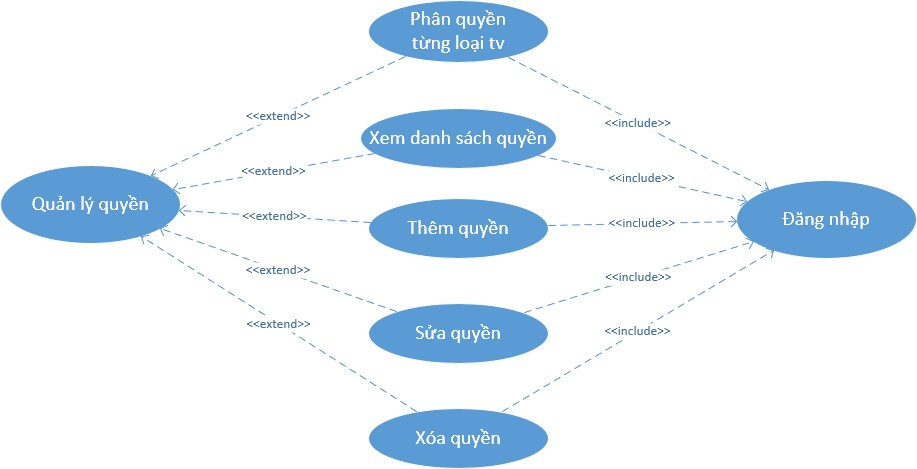 Phân quyền
từng loại tv
<<extend>>
<<include>>
Xem danh sách quyền
<<extend>>
<<include>>
Quản lý quyền
<<extend>>
Thêm quyền
<<include>>
Đăng nhập
<<extend>>
<<include>>
Sửa quyền
<<extend>>
<<include>>
Xóa quyền